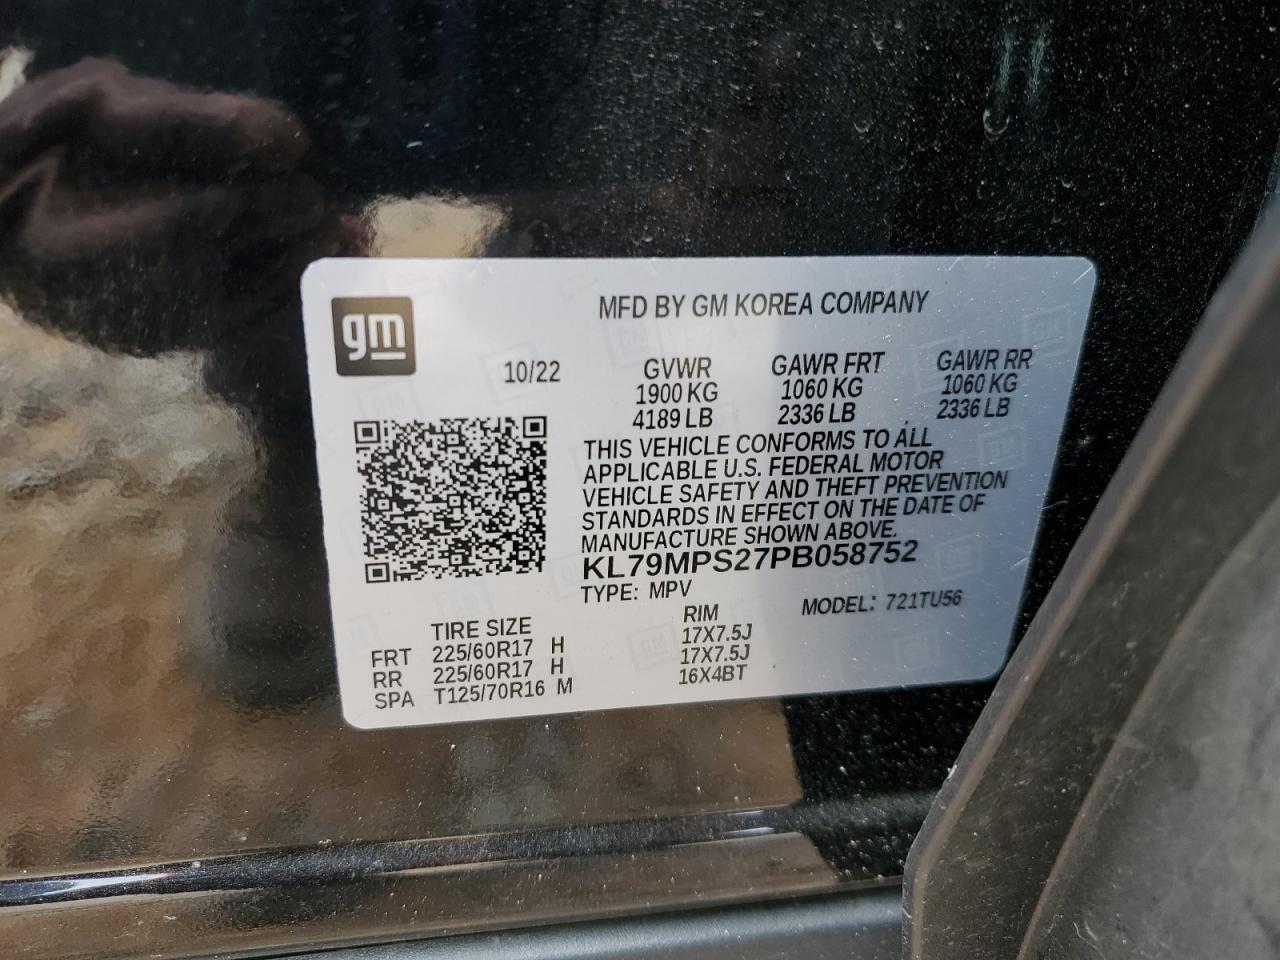 gm
MFD BY GM KOREA COMPANY
10/22 GVWR GAWR FRT GAWR RR
1900 KG 1060 KG 1060 KG
4189 LB 2336 LB 2336 LB
THIS VEHICLE CONFORMS TO ALL
APPLICABLE U.S. FEDERAL MOTOR
VEHICLE SAFETY AND THEFT PREVENTION
STANDARDS IN EFFECT ON THE DATE OF
MANUFACTURE SHOWN ABOVE.
KL79MPS27PB058752
TYPE: MPV MODEL: 721TU56
TIRE SIZE RIM
FRT 225/60R17 H 17X7.5J
RR 225/60R17 H 17X7.5J
SPA T125/70R16 M 16X4BT